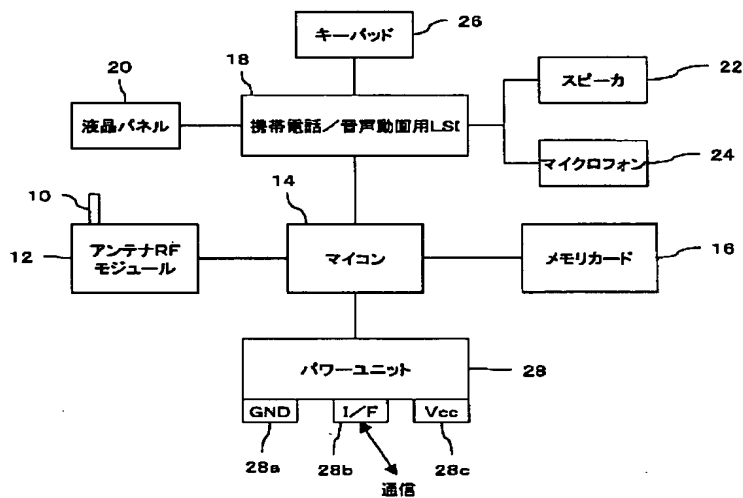 キーパッド
26
18
20
スピーカ
22
液晶パネル
携帯電話／音声動画用LSI
マイクロフォン
24
10
14
12
アンテナRF
モジュール
マイコン
メモリカード
16
パワーユニット
28
GND
I／F
Vcc
28a
28b
28c
通信